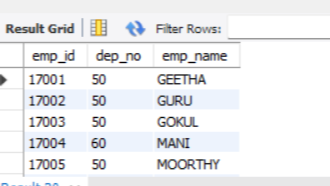 Result Grid Filter Rows:
emp_id dep_no emp_name
17001 50 GEETHA
17002 50 GURU
17003 50 GOKUL
17004 60 MANI
17005 50 MOORTHY